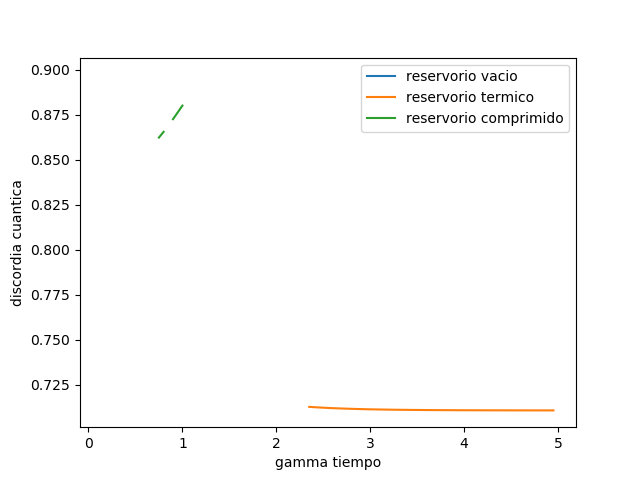 0.900
0.875
0.850
0.825
0.800
0.775
0.750
0.725
0 1 2 3 4 5
gamma tiempo
discordia cuantica
reservorio vacio
reservorio termico
reservorio comprimido